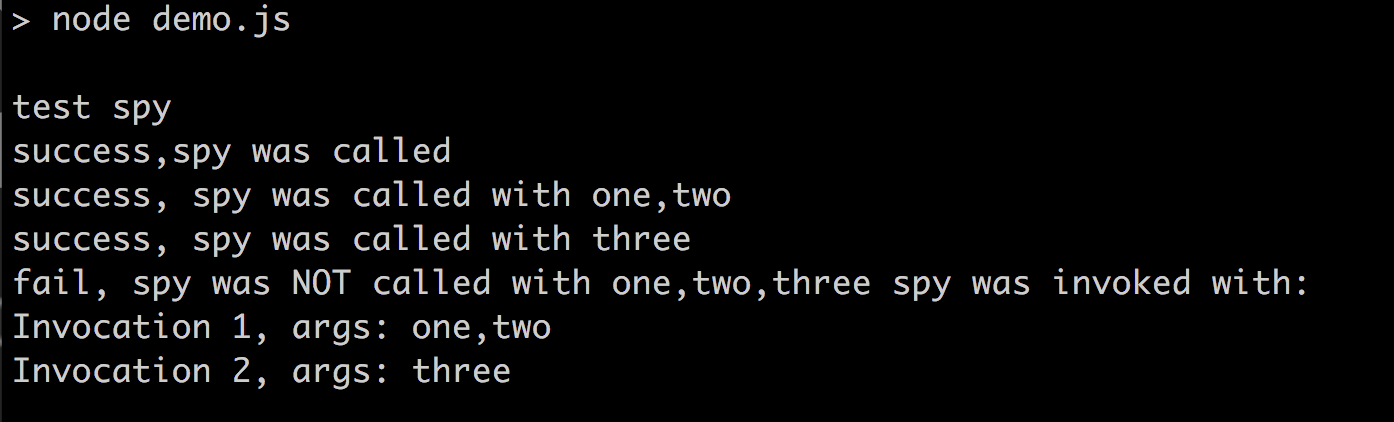 > node demo.js
test spy
success,spy was called
success, spy was called with one,two
success, spy was called with three
fail, spy was NOT called with one,two,three spy was invoked with:
Invocation 1, args: one,two
Invocation 2, args: three